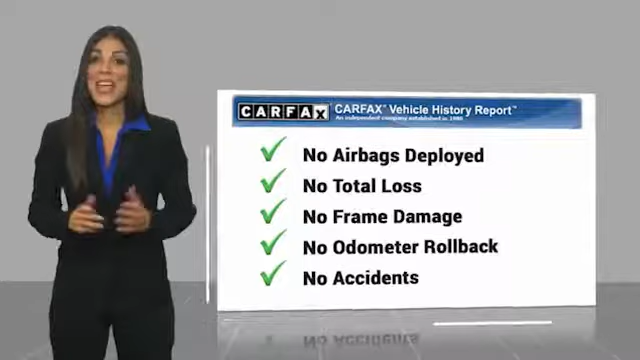 CARFAX CARFAX® Vehicle History Report™
An independent company established in 1986
No Airbags Deployed
No Total Loss
No Frame Damage
No Odometer Rollback
No Accidents